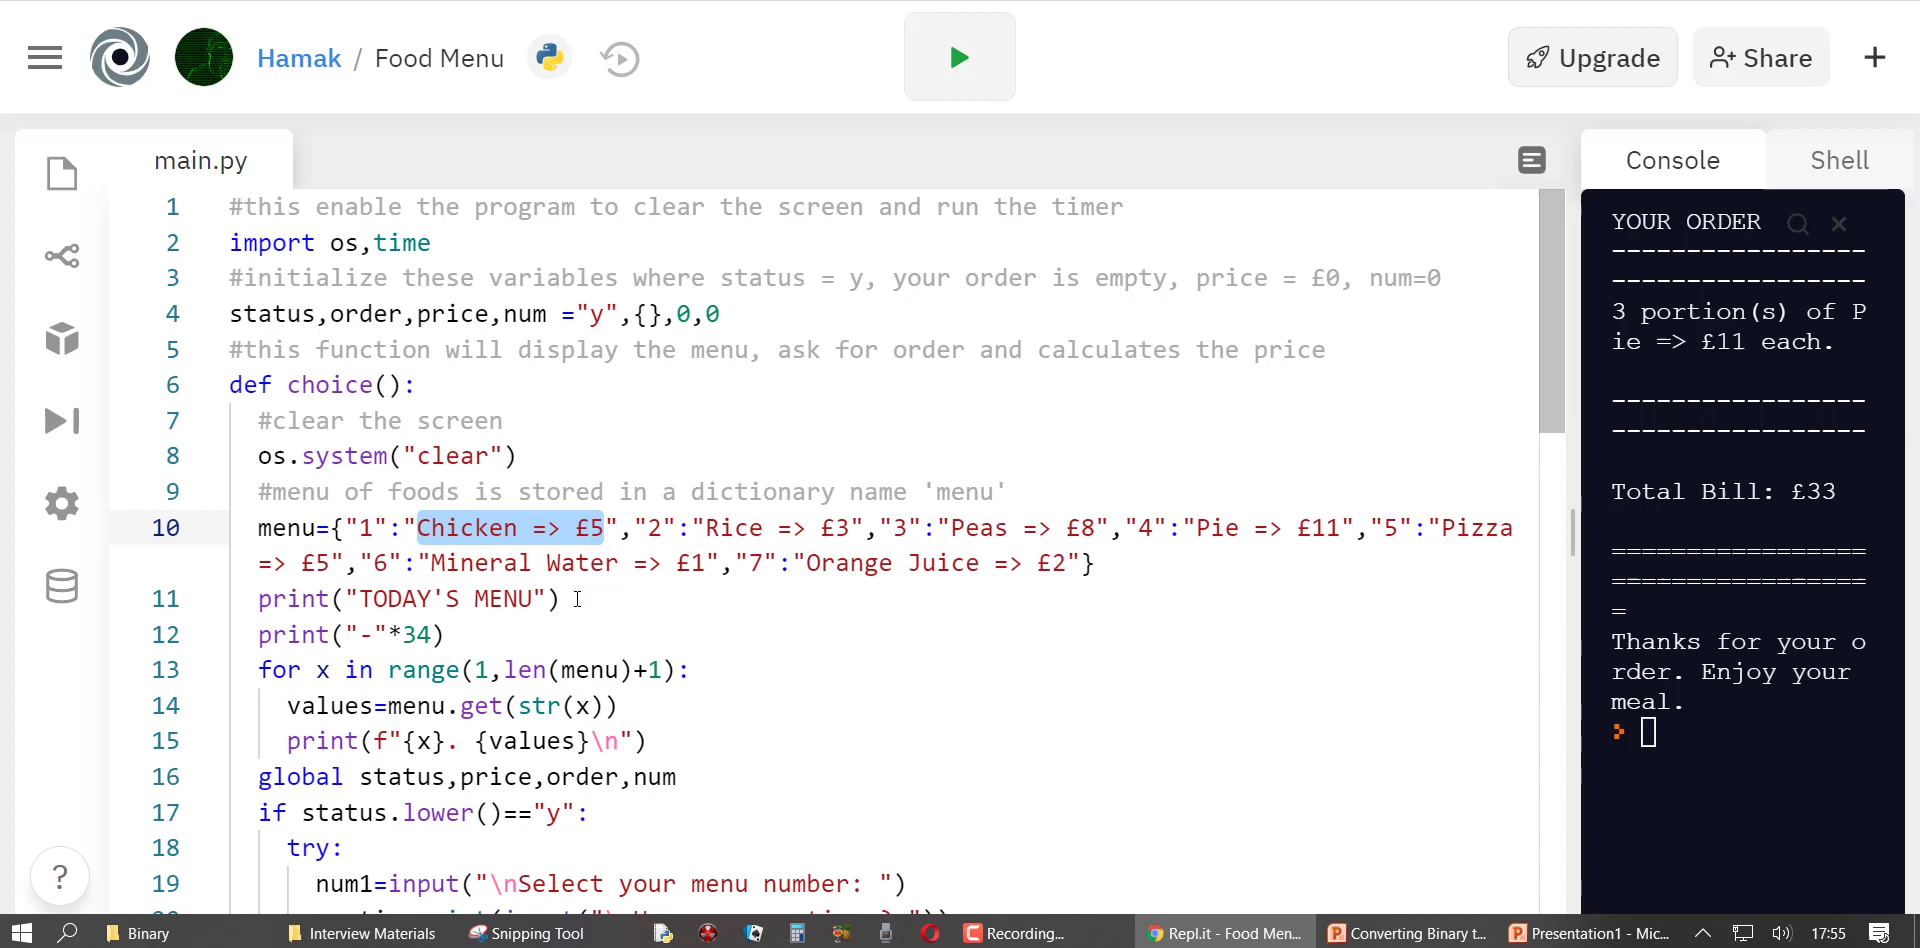 Hamak / Food Menu
Upgrade
Share
main.py
Console
Shell
1 #this enable the program to clear the screen and run the timer
2 import os,time
3 #initialize these variables where status = y, your order is empty, price = £0, num=0
4 status,order,price,num ="y",{},0,0
5 #this function will display the menu, ask for order and calculates the price
6 def choice():
7 #clear the screen
8 os.system("clear")
9 #menu of foods is stored in a dictionary name 'menu'
10 menu={"1":"Chicken => £5","2":"Rice => £3","3":"Peas => £8","4":"Pie => £11","5":"Pizza
=> £5","6":"Mineral Water => £1","7":"Orange Juice => £2"}
11 print("TODAY'S MENU")
12 print("-"*34)
13 for x in range(1,len(menu)+1):
14 values=menu.get(str(x))
15 print(f"{x}. {values}\n")
16 global status,price,order,num
17 if status.lower()=="y":
18 try:
19 num1=input("\nSelect your menu number: ")
YOUR ORDER
-----------------
-----------------
3 portion(s) of P
ie => £11 each.
-----------------
-----------------
Total Bill: £33
=================
=================
=
Thanks for your o
rder. Enjoy your
meal.
?
Binary
Interview Materials
Snipping Tool
Recording...
Repl.it - Food Men...
Converting Binary t...
Presentation1 - Mic...
17:55